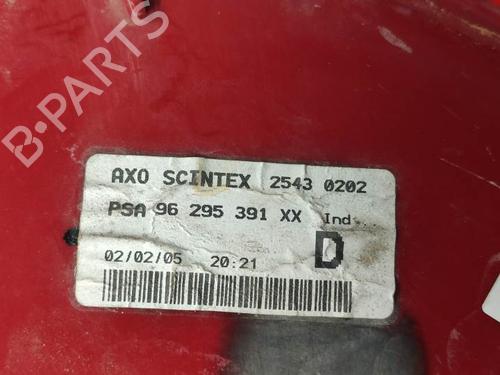 B-PARTS
AXO SCINTEX 2543 0202
PSA 96 295 391 XX Ind
02/02/05 20:21 D